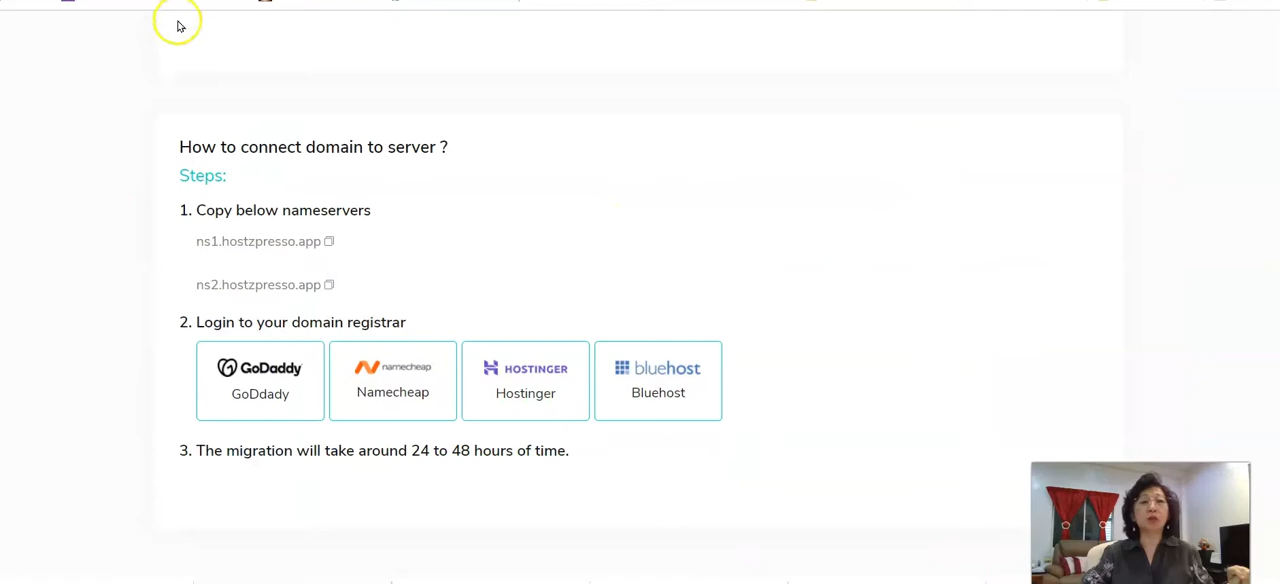 How to connect domain to server ?
Steps:
1. Copy below nameservers
ns1.hostzpresso.app
ns2.hostzpresso.app
2. Login to your domain registrar
GoDaddy namecheap HOSTINGER bluehost
GoDdady Namecheap Hostinger Bluehost
3. The migration will take around 24 to 48 hours of time.